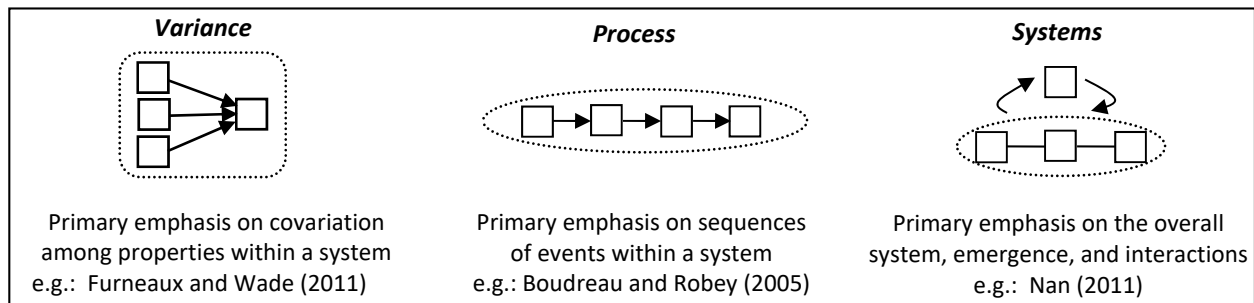 Variance
Primary emphasis on covariation
among properties within a system
e.g.: Furneaux and Wade (2011)
Process
Primary emphasis on sequences
of events within a system
e.g.: Boudreau and Robey (2005)
Systems
Primary emphasis on the overall
system, emergence, and interactions
e.g.: Nan (2011)